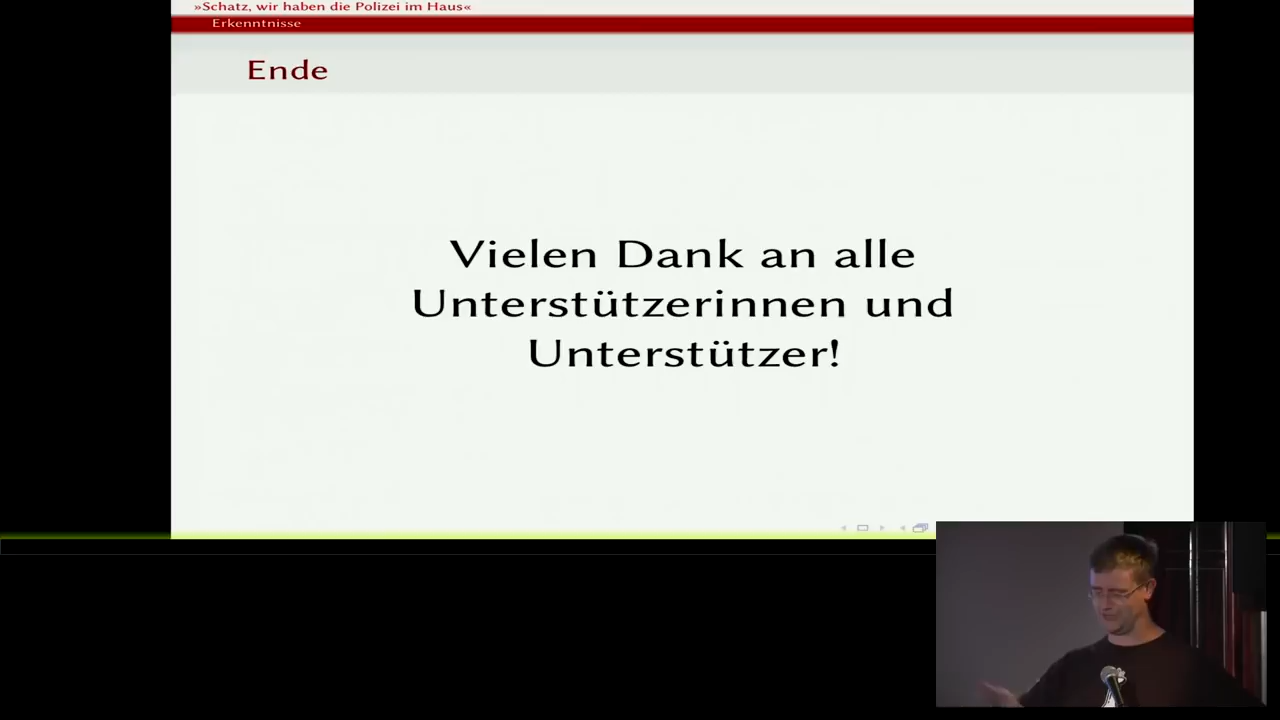 »Schatz, wir haben die Polizei im Haus«
Erkenntnisse
Ende
Vielen Dank an alle
Unterstützerinnen und
Unterstützer!